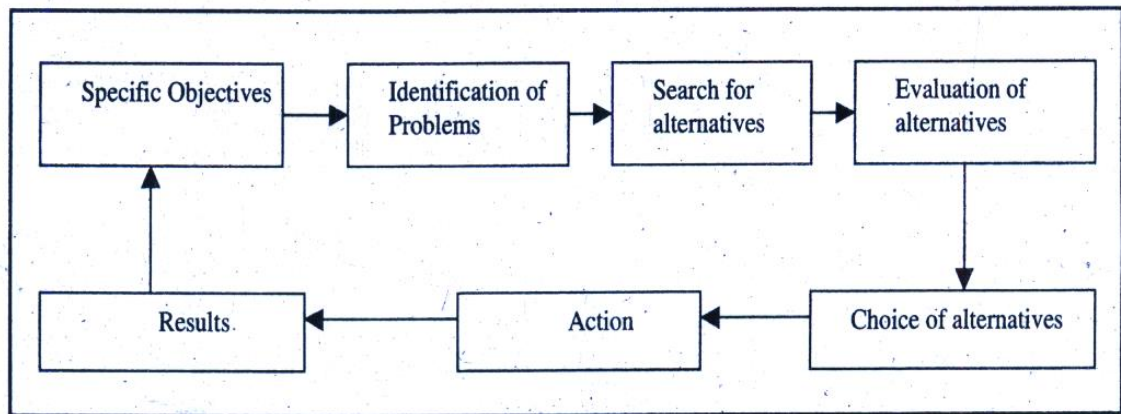 Specific Objectives
Identification of
Problems
Search for
alternatives
Evaluation of
alternatives
Results
Action
Choice of alternatives